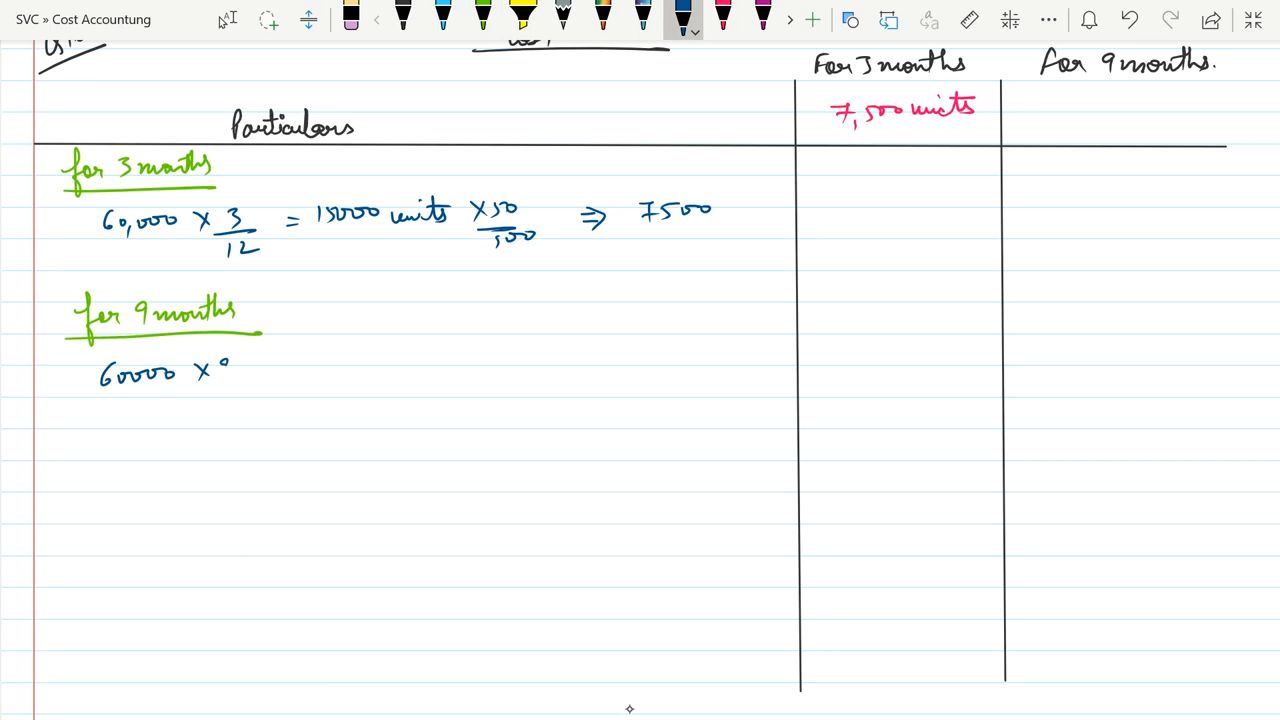 SVC » Cost Accountung
For 3 months for 9 months.
7,500 units
Particulars
for 3 months
60,000 × 3/12 = 15000 units × 50/100 ⇒ 7500
for 9 months
60000 × 9